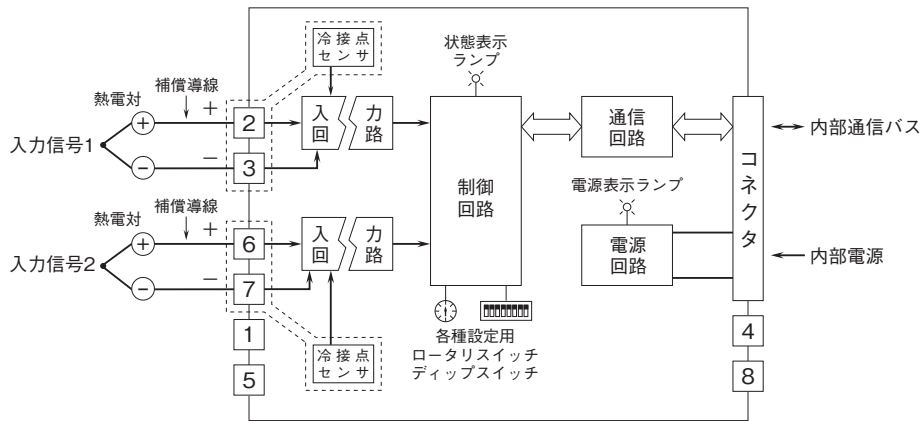 冷接点
センサ
状態表示
ランプ
補償導線
熱電対
+
+
−
−
入力信号1
2
3
入
回
力
路
制御
回路
通信
回路
コネクタ
内部通信バス
電源表示ランプ
電源
回路
内部電源
補償導線
熱電対
+
+
−
−
入力信号2
6
7
入
回
力
路
1
5
冷接点
センサ
各種設定用
ロータリスイッチ
ディップスイッチ
4
8